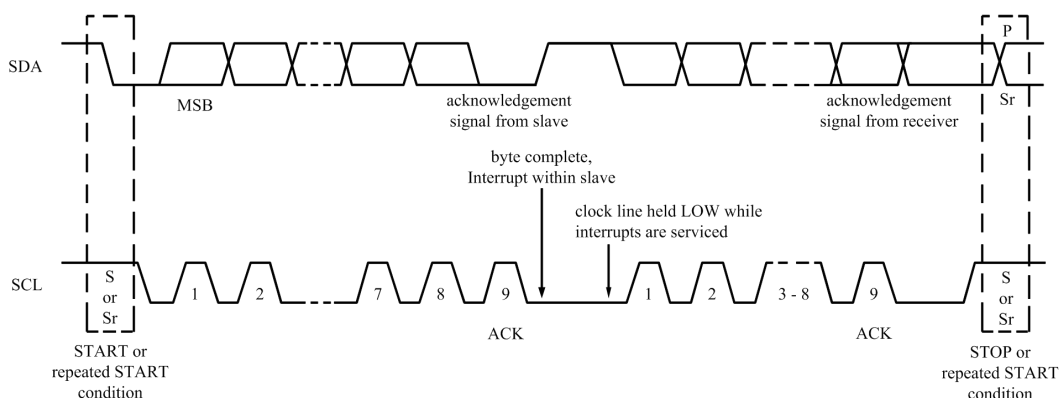 P
SDA
MSB
acknowledgement
signal from slave
acknowledgement
signal from receiver
Sr
byte complete,
Interrupt within slave
clock line held LOW while
interrupts are serviced
SCL
S
or
Sr
1
2
7
8
9
1
2
3 - 8
9
S
or
Sr
ACK
ACK
START or
repeated START
condition
STOP or
repeated START
condition